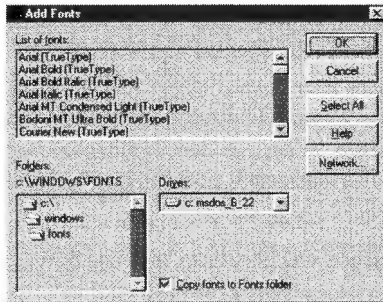 Add Fonts
List of fonts:
Arial (TrueType)
Arial Bold (TrueType)
Arial Bold Italic (TrueType)
Arial Italic (TrueType)
Arial MT Condensed Light (TrueType)
Bodoni MT Ultra Bold (TrueType)
Courier New (TrueType)
OK
Cancel
Select All
Help
Network...
Folders:
c:\WINDOWS\FONTS
c:\
windows
fonts
Drives:
c: msdos_6_22
Copy fonts to Fonts folder